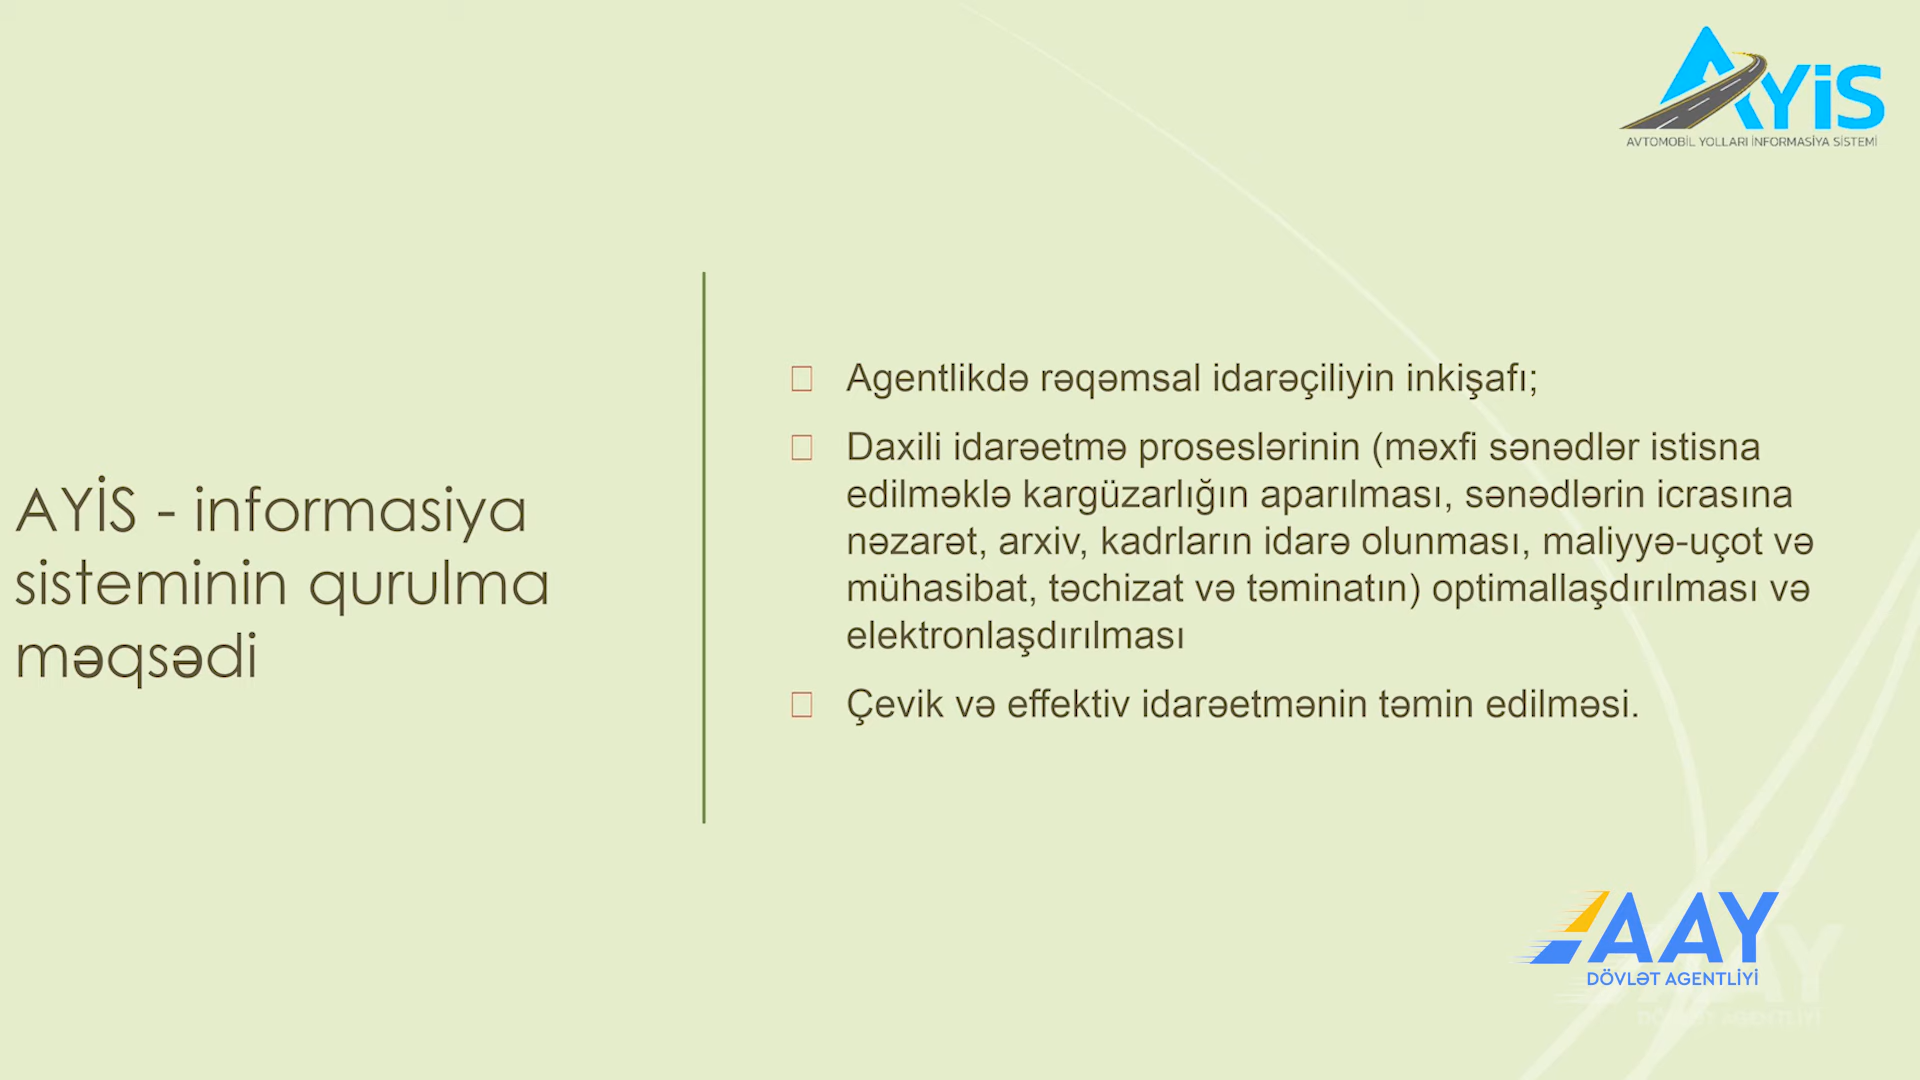 AYiS
AVTOMOBİL YOLLARI İNFORMASİYA SİSTEMİ
AYİS - informasiya
sisteminin qurulma
məqsədi
Agentlikdə rəqəmsal idarəçiliyin inkişafı;
Daxili idarəetmə proseslərinin (məxfi sənədlər istisna
edilməklə kargüzarlığın aparılması, sənədlərin icrasına
nəzarət, arxiv, kadrların idarə olunması, maliyyə-uçot və
mühasibat, təchizat və təminatın) optimallaşdırılması və
elektronlaşdırılması
Çevik və effektiv idarəetmənin təmin edilməsi.
AAY
DÖVLƏT AGENTLİYİ